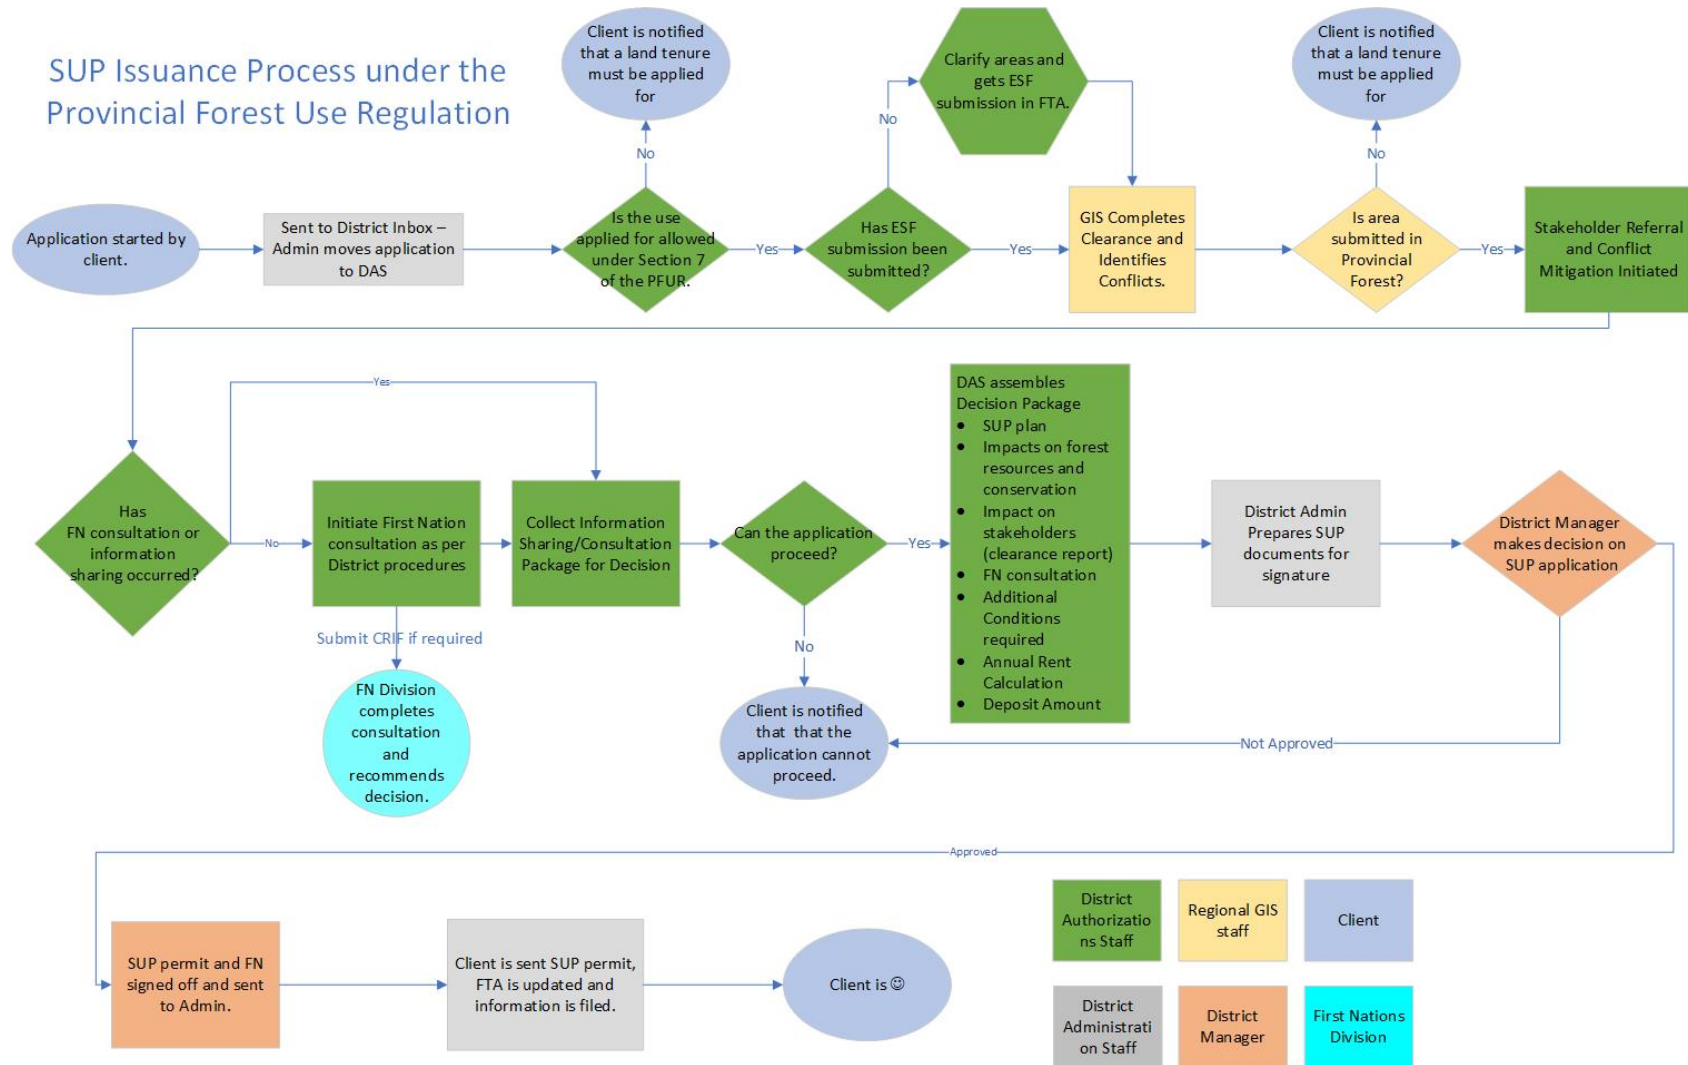 SUP Issuance Process under the
Provincial Forest Use Regulation
Client is notified
that a land tenure
must be applied
for
No
Clarify areas and
gets ESF
submission in FTA.
No
Client is notified
that a land tenure
must be applied
for
No
Application started by
client.
Sent to District Inbox –
Admin moves application
to DAS
Is the use
applied for allowed
under Section 7
of the PFUR.
Yes
Has ESF
submission been
submitted?
Yes
GIS Completes
Clearance and
Identifies
Conflicts.
Is area
submitted in
Provincial
Forest?
Yes
Stakeholder Referral
and Conflict
Mitigation Initiated
Yes
Has
FN consultation or
information
sharing occurred?
No
Initiate First Nation
consultation as per
District procedures
Submit CRIF if required
FN Division
completes
consultation
and
recommends
decision.
Collect Information
Sharing/Consultation
Package for Decision
Can the application
proceed?
Yes
No
Client is notified
that that the
application cannot
proceed.
DAS assembles
Decision Package
• SUP plan
• Impacts on forest
resources and
conservation
• Impact on
stakeholders
(clearance report)
• FN consultation
• Additional
Conditions
required
• Annual Rent
Calculation
• Deposit Amount
District Admin
Prepares SUP
documents for
signature
District Manager
makes decision on
SUP application
Not Approved
Approved
SUP permit and FN
signed off and sent
to Admin.
Client is sent SUP permit,
FTA is updated and
information is filed.
Client is ☺
District
Authorizatio
ns Staff
Regional GIS
staff
Client
District
Administrati
on Staff
District
Manager
First Nations
Division